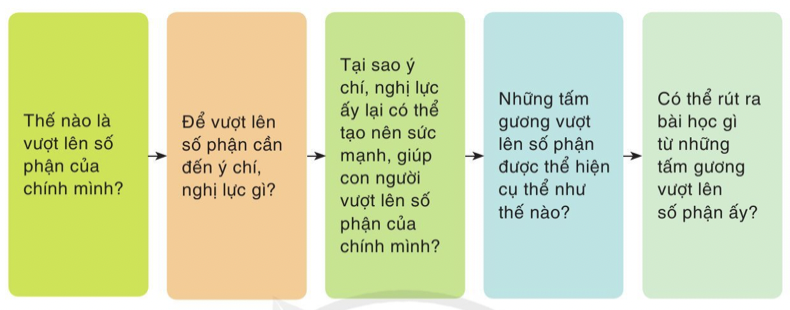 Thế nào là
vượt lên số
phận của
chính mình?
Để vượt lên
số phận cần
đến ý chí,
nghị lực gì?
Tại sao ý
chí, nghị lực
ấy lại có thể
tạo nên sức
mạnh, giúp
con người
vượt lên số
phận của
chính mình?
Những tấm
gương vượt
lên số phận
được thể hiện
cụ thể như
thế nào?
Có thể rút ra
bài học gì
từ những
tấm gương
vượt lên
số phận ấy?